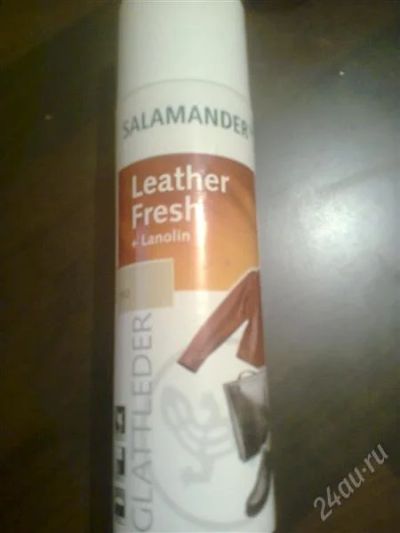 SALAMANDER
Leather
Fresh
+ Lanolin
GLATTLEDER
24au.ru